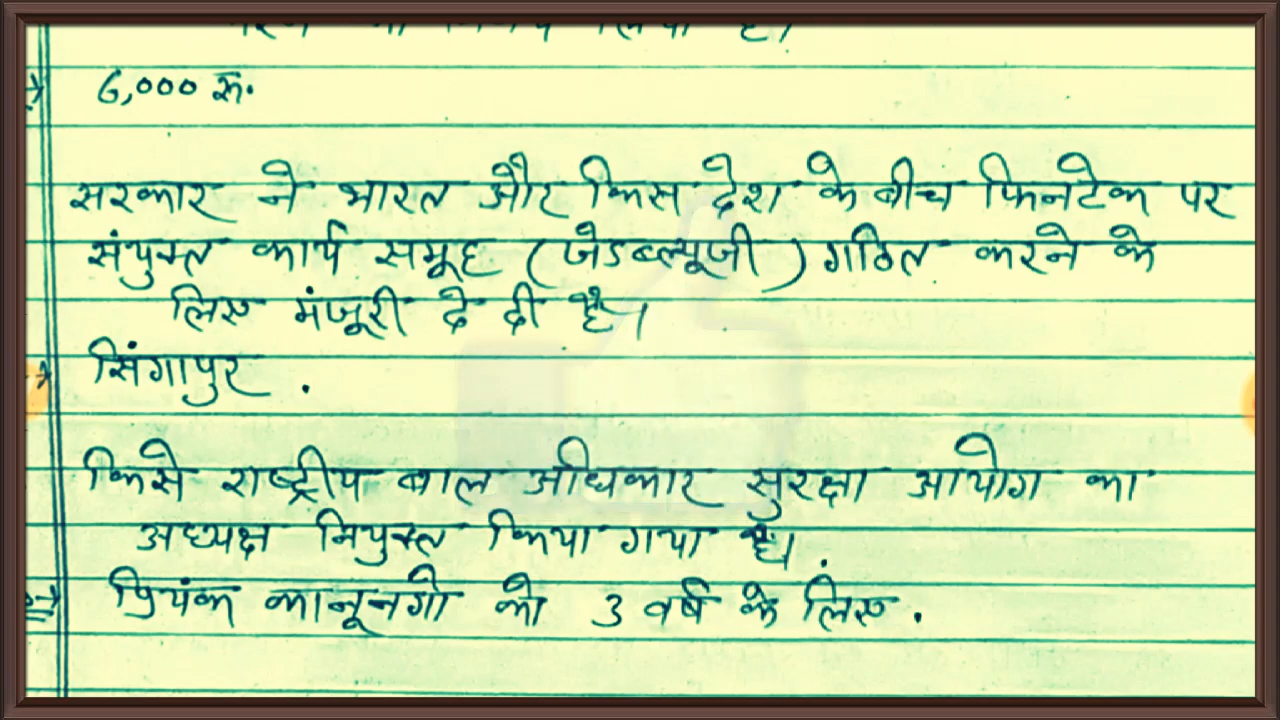 लिया है।
6,000 रु.
सरकार ने भारत और किस देश के बीच फिनटेक पर
संयुक्त कार्य समूह (जेडब्ल्यूजी) गठित करने के
लिए मंजूरी दे दी है।
सिंगापुर .
किसे राष्ट्रीय बाल अधिकार सुरक्षा आयोग का
अध्यक्ष नियुक्त किया गया है।
प्रियंक कानूनगो को 3 वर्ष के लिए .